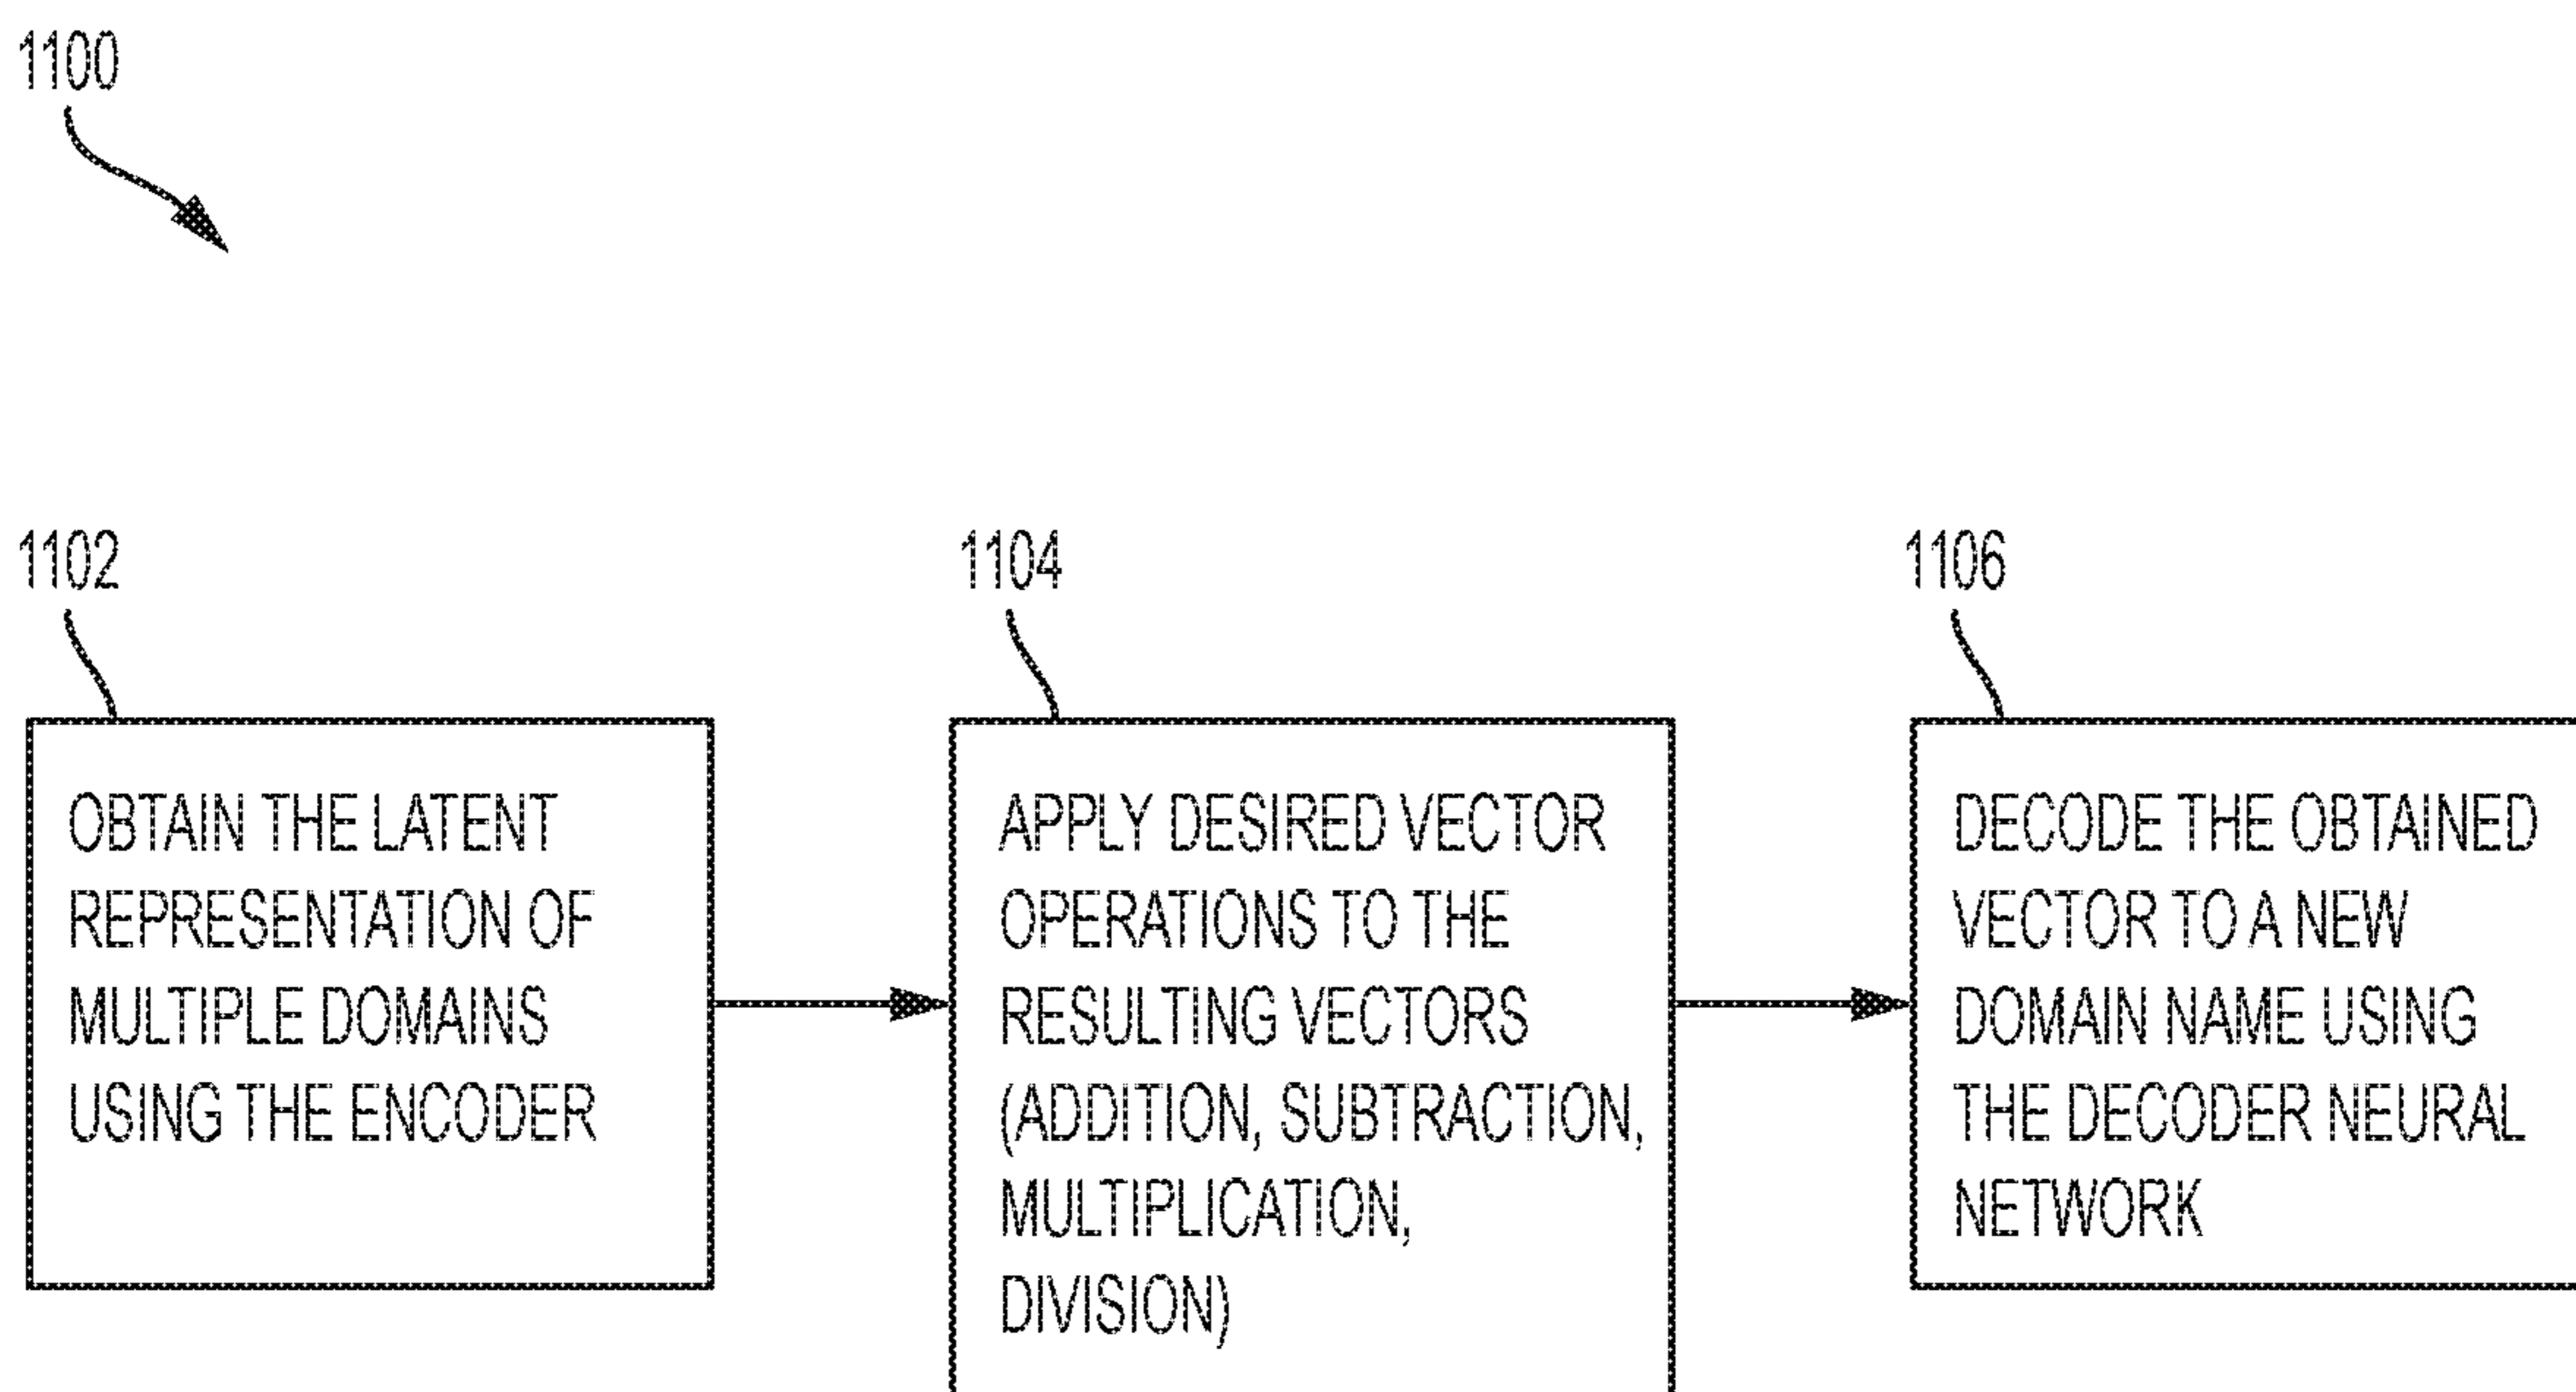 1100
1102
OBTAIN THE LATENT
REPRESENTATION OF
MULTIPLE DOMAINS
USING THE ENCODER
1104
APPLY DESIRED VECTOR
OPERATIONS TO THE
RESULTING VECTORS
(ADDITION, SUBTRACTION,
MULTIPLICATION,
DIVISION)
1106
DECODE THE OBTAINED
VECTOR TO A NEW
DOMAIN NAME USING
THE DECODER NEURAL
NETWORK